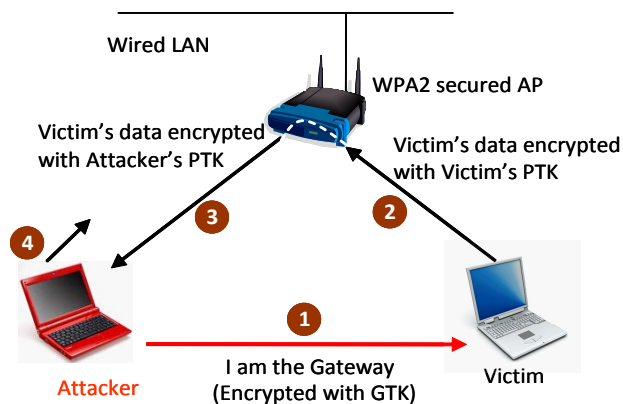 Wired LAN
WPA2 secured AP
Victim’s data encrypted
with Attacker’s PTK
Victim’s data encrypted
with Victim’s PTK
3
2
4
1
I am the Gateway
(Encrypted with GTK)
Attacker
Victim